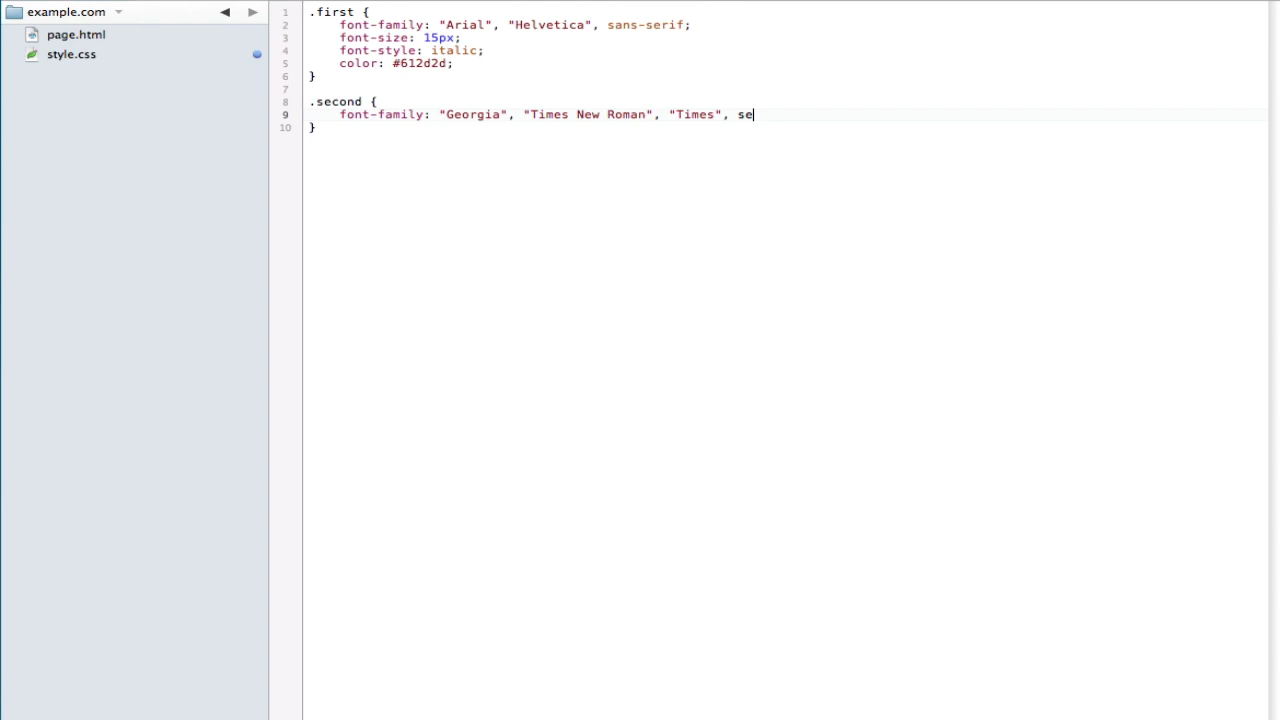 example.com
page.html
style.css
1 .first {
2 font-family: "Arial", "Helvetica", sans-serif;
3 font-size: 15px;
4 font-style: italic;
5 color: #612d2d;
6 }
7
8 .second {
9 font-family: "Georgia", "Times New Roman", "Times", se
10 }